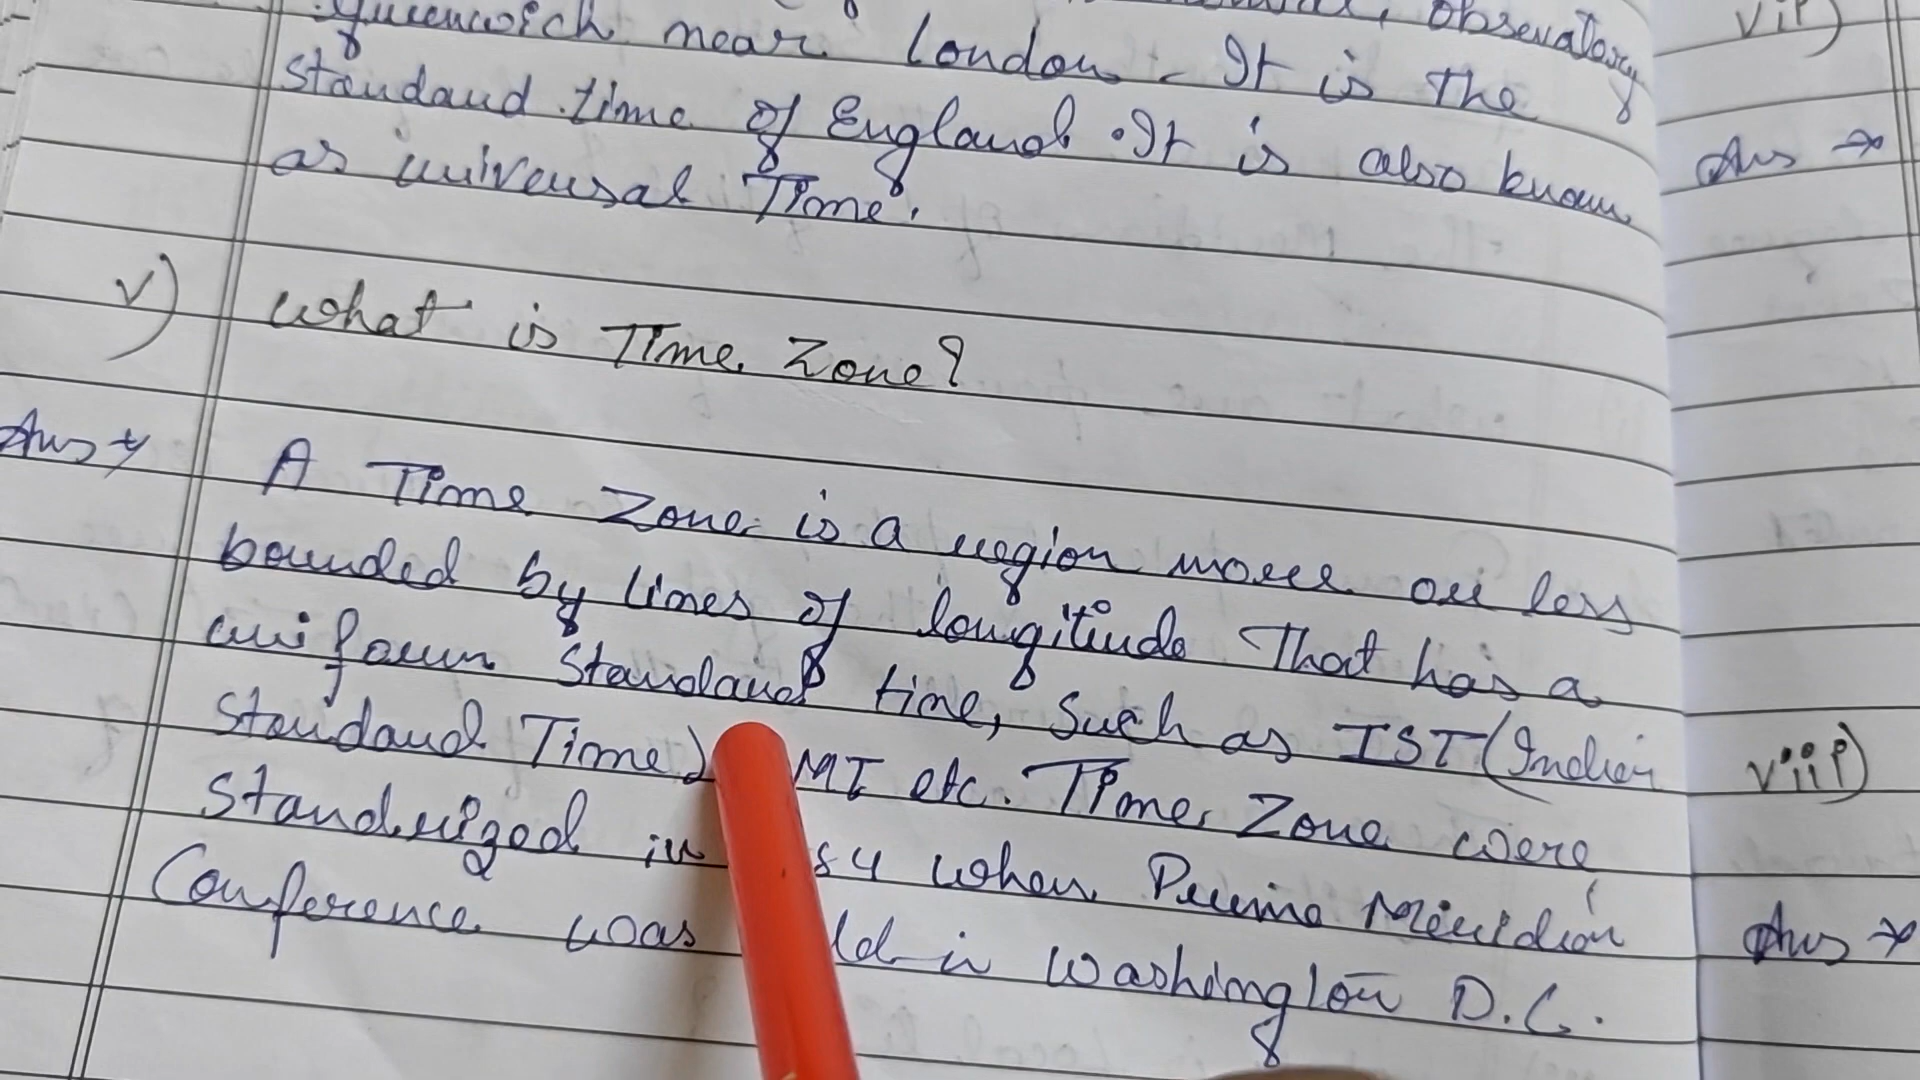 Greenwich near London. It is the
observatory
standard time of England. It is also known
as universal Time.
v) What is Time Zone?
Ans→ A Time Zone is a region more or less
bounded by lines of longitude That has a
uniform Standard time, Such as IST (Indian
Standard Time) MT etc. Time Zone were
in 84 when Prime Meridian
Conference was ld in Washington D.C.
vii)
Ans→
viii)
Ans→